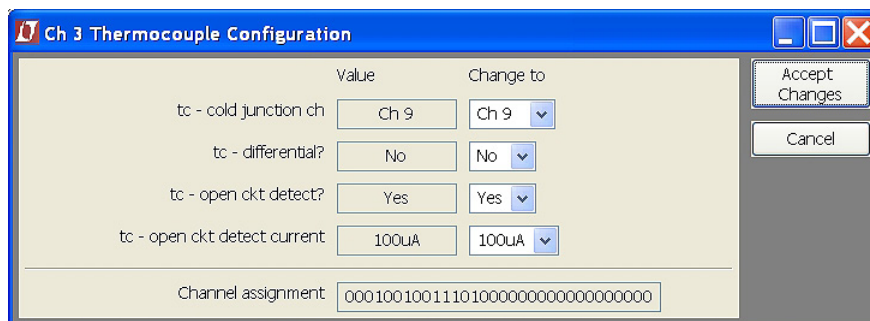 Ch 3 Thermocouple Configuration
Value Change to
tc - cold junction ch Ch 9 Ch 9
tc - differential? No No
tc - open ckt detect? Yes Yes
tc - open ckt detect current 100uA 100uA
Channel assignment 00010010011101000000000000000000
Accept Changes
Cancel